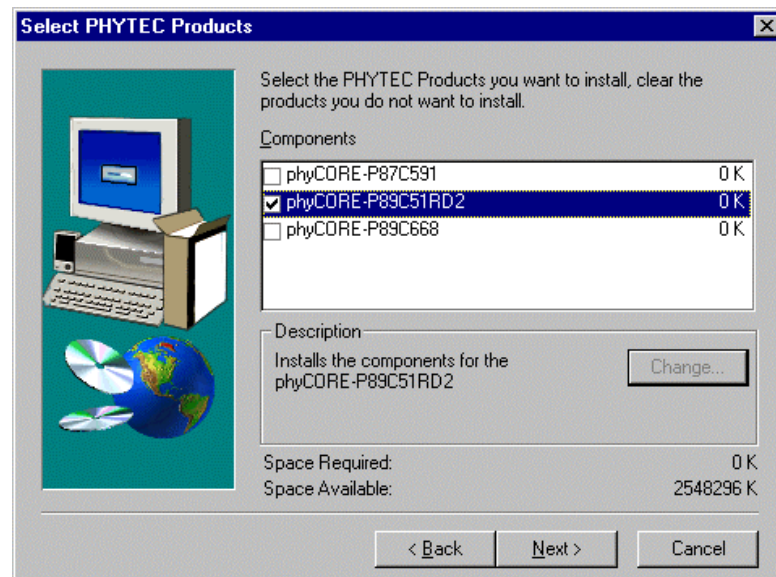 Select PHYTEC Products
Select the PHYTEC Products you want to install, clear the
products you do not want to install.
Components
phyCORE-P87C591 0 K
phyCORE-P89C51RD2 0 K
phyCORE-P89C668 0 K
Description
Installs the components for the
phyCORE-P89C51RD2
Change...
Space Required: 0 K
Space Available: 2548296 K
< Back Next > Cancel